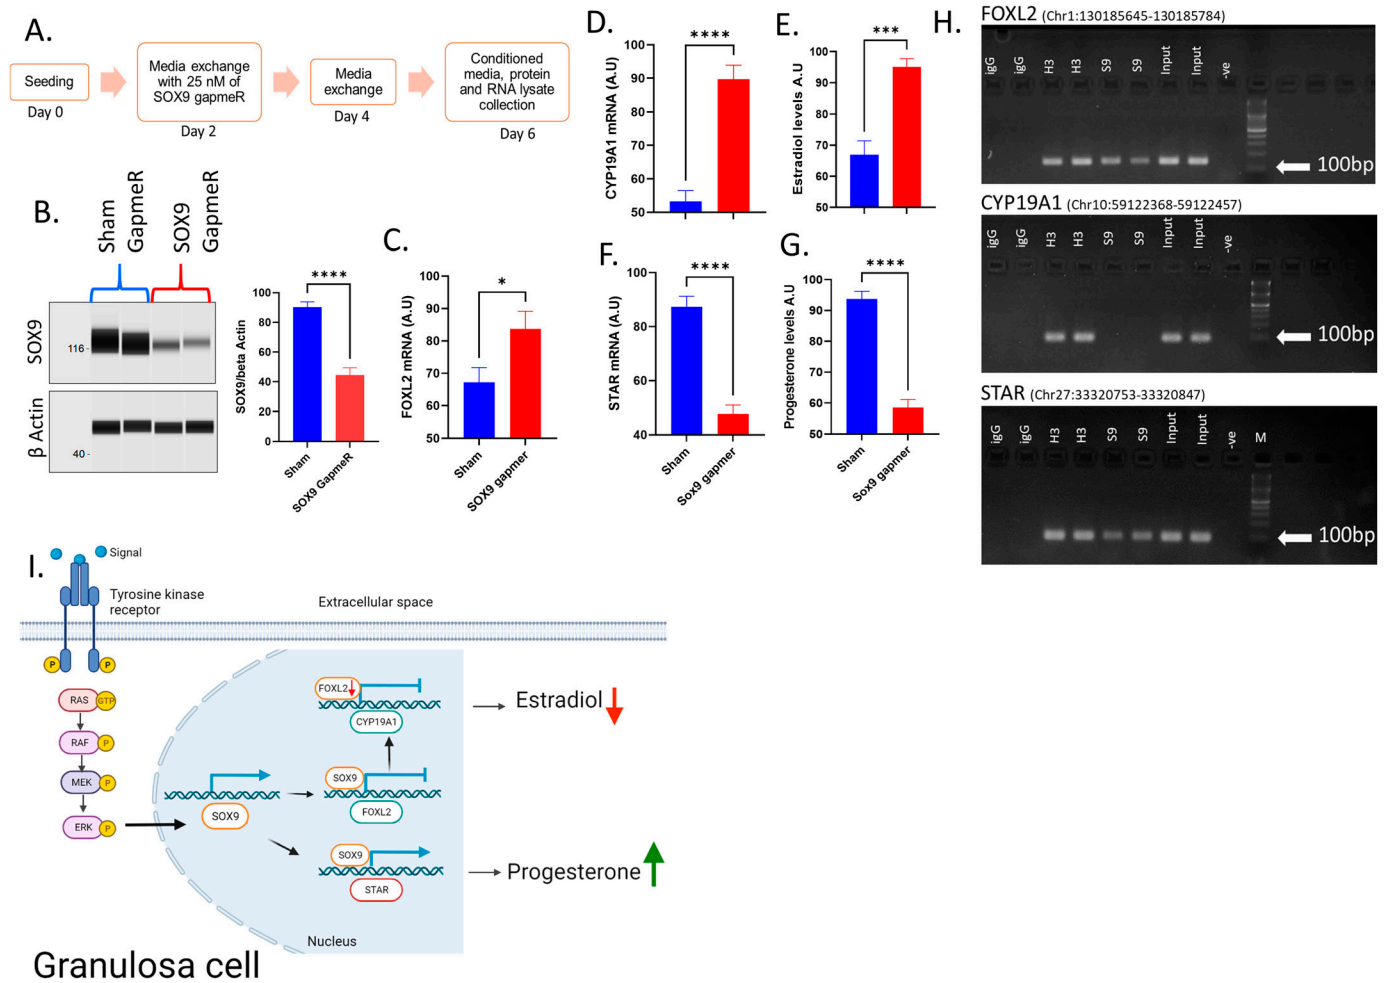 A.
Seeding
Day 0
Media exchange
with 25 nM of
SOX9 gapmeR
Day 2
Media
exchange
Day 4
Conditioned
media, protein
and RNA lysate
collection
Day 6
B.
Sham
GapmeR
SOX9
GapmeR
SOX9
116 -
β Actin
40 -
SOX9/beta Actin
100
80
60
40
20
0
****
Sham
SOX9 GapmeR
C.
FOXL2 mRNA (A.U)
100
90
80
70
60
50
*
Sham
SOX9 gapmer
D.
CYP19A1 mRNA (A.U)
100
90
80
70
60
50
****
E.
Estradiol levels A.U
100
90
80
70
60
50
***
F.
STAR mRNA (A.U)
100
80
60
40
****
Sham
Sox9 gapmer
G.
Progesterone levels A.U
100
90
80
70
60
50
****
Sham
Sox9 gapmer
H.
FOXL2 (Chr1:130185645-130185784)
igG igG H3 H3 S9 S9 Input Input -ve
100bp
CYP19A1 (Chr10:59122368-59122457)
igG igG H3 H3 S9 S9 Input Input -ve
100bp
STAR (Chr27:33320753-33320847)
igG igG H3 H3 S9 S9 Input Input -ve M
100bp
I.
Signal
Tyrosine kinase
receptor
Extracellular space
P P
RAS GTP
RAF P
MEK P
ERK P
SOX9
FOXL2
CYP19A1
SOX9
FOXL2
SOX9
STAR
Estradiol
Progesterone
Nucleus
Granulosa cell